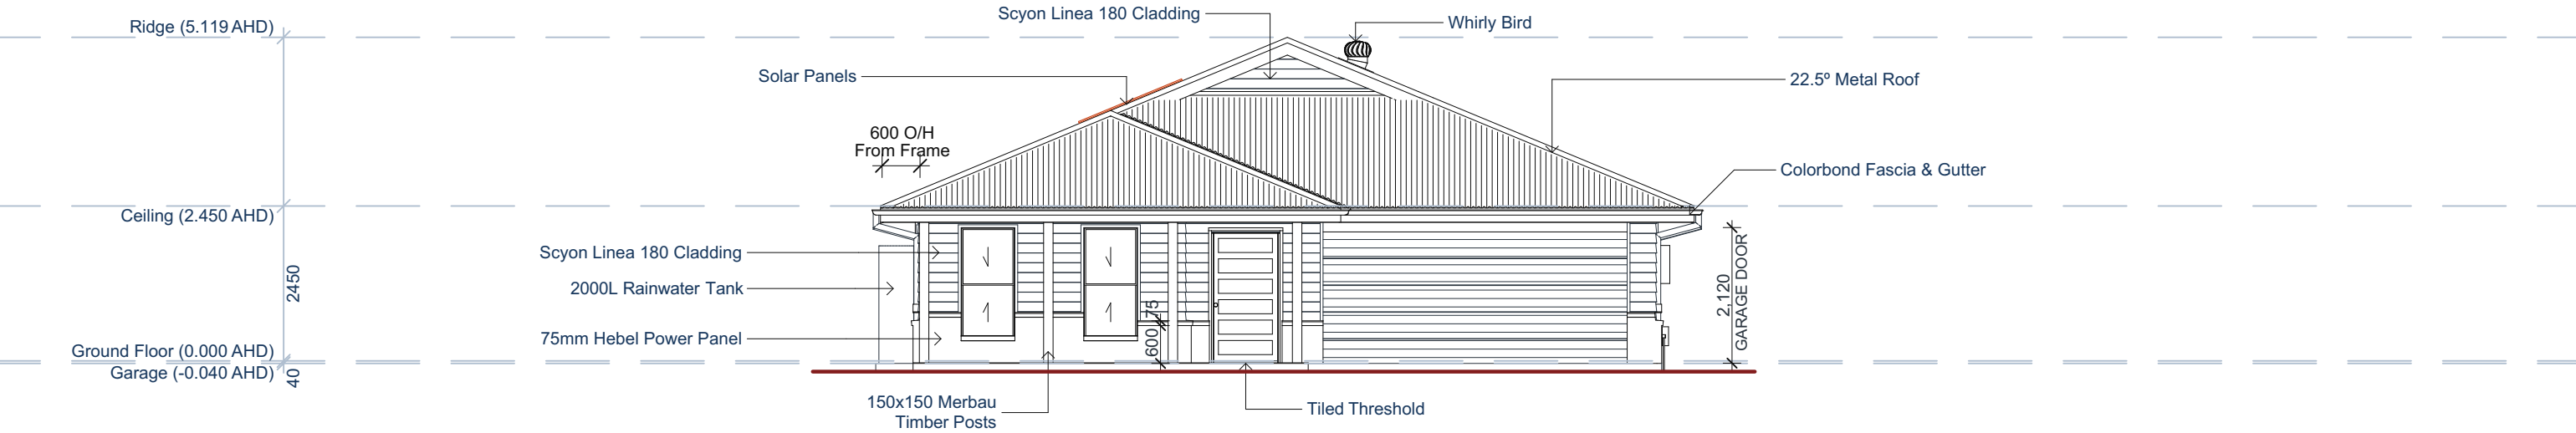 Scyon Linea 180 Cladding
Whirly Bird
Ridge (5.119 AHD)
Solar Panels
22.5º Metal Roof
600 O/H
From Frame
Colorbond Fascia & Gutter
Ceiling (2.450 AHD)
Scyon Linea 180 Cladding
2450
2000L Rainwater Tank
2,120
GARAGE DOOR
75
75mm Hebel Power Panel
600
Ground Floor (0.000 AHD)
Garage (-0.040 AHD)
40
150x150 Merbau
Timber Posts
Tiled Threshold